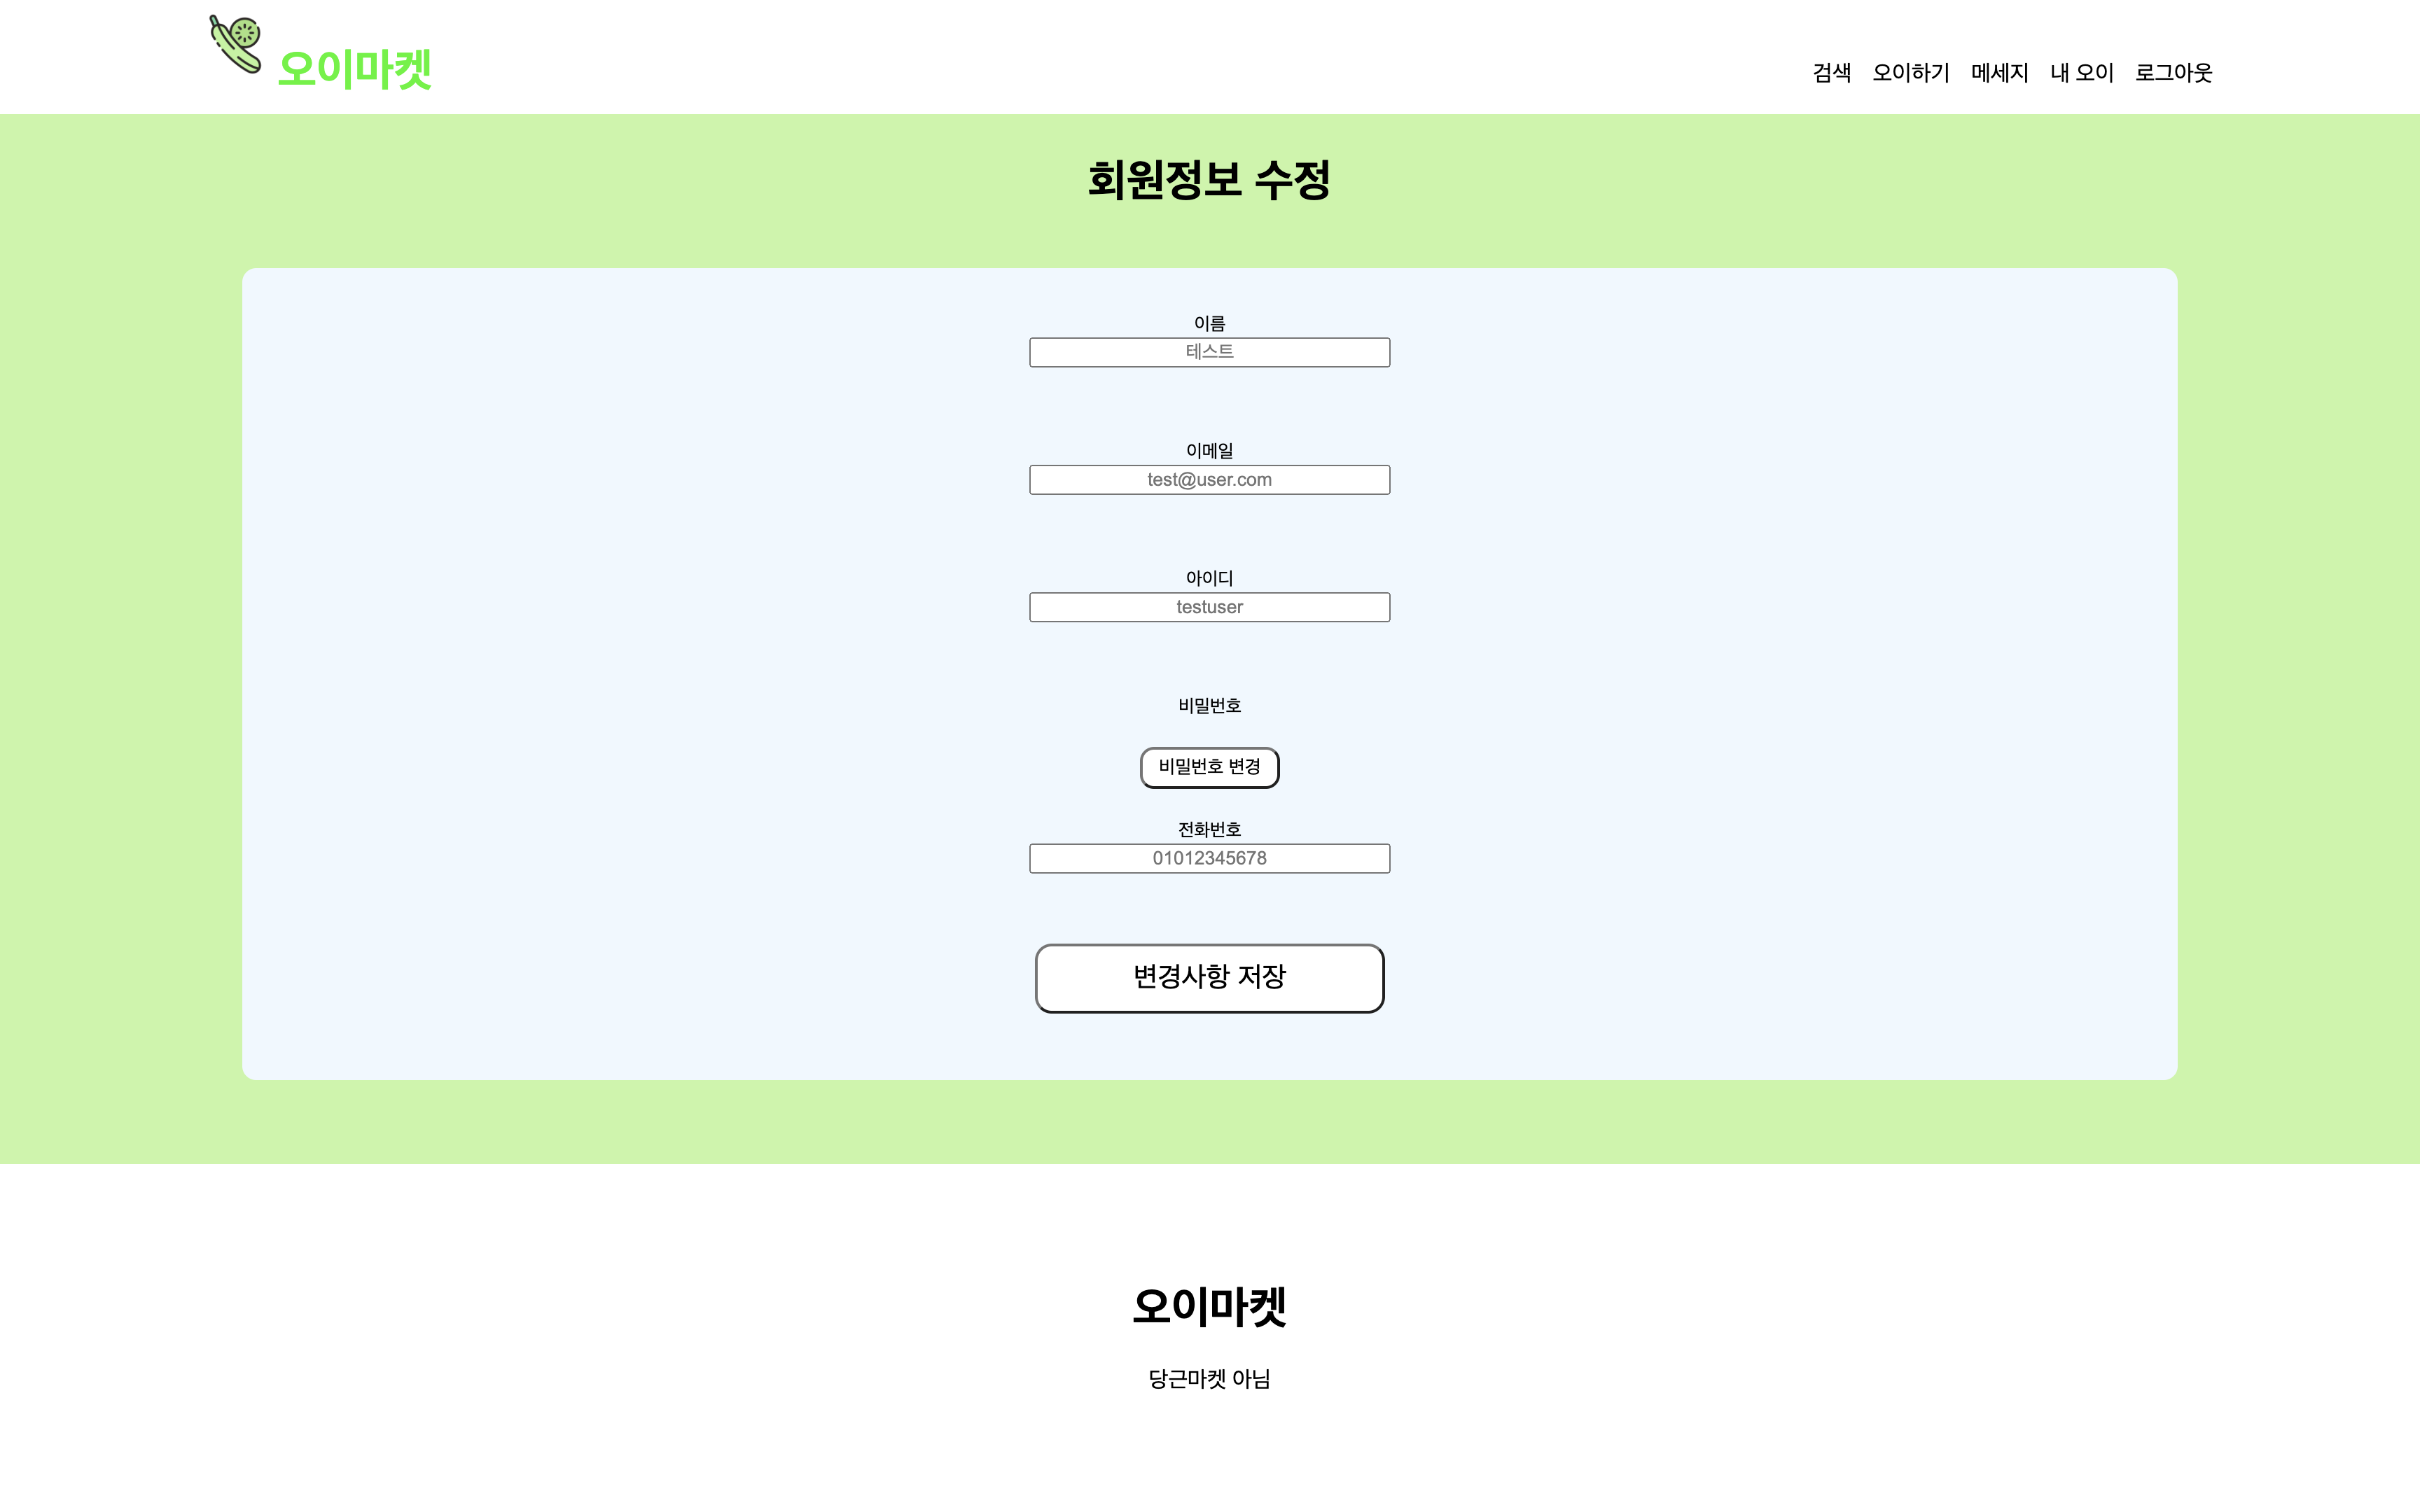 오이마켓
검색 오이하기 메세지 내 오이 로그아웃
회원정보 수정
이름
테스트
이메일
test@user.com
아이디
testuser
비밀번호
비밀번호 변경
전화번호
01012345678
변경사항 저장
오이마켓
당근마켓 아님